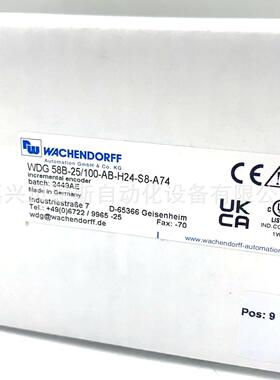 WACHENDORFF
Automation GmbH & Co. KG
WDG 58B-25/100-AB-H24-S8-A74
incremental encoder
batch: 2443AE
Made in Germany
Industriestraße 7 D-65366 Geisenheim
Tel.: +49(0)6722 / 9965 -25 Fax: -70
wdg@wachendorff.de
CE
UK
CA
IND.CO
www.wachendorff-automation
Pos: 9